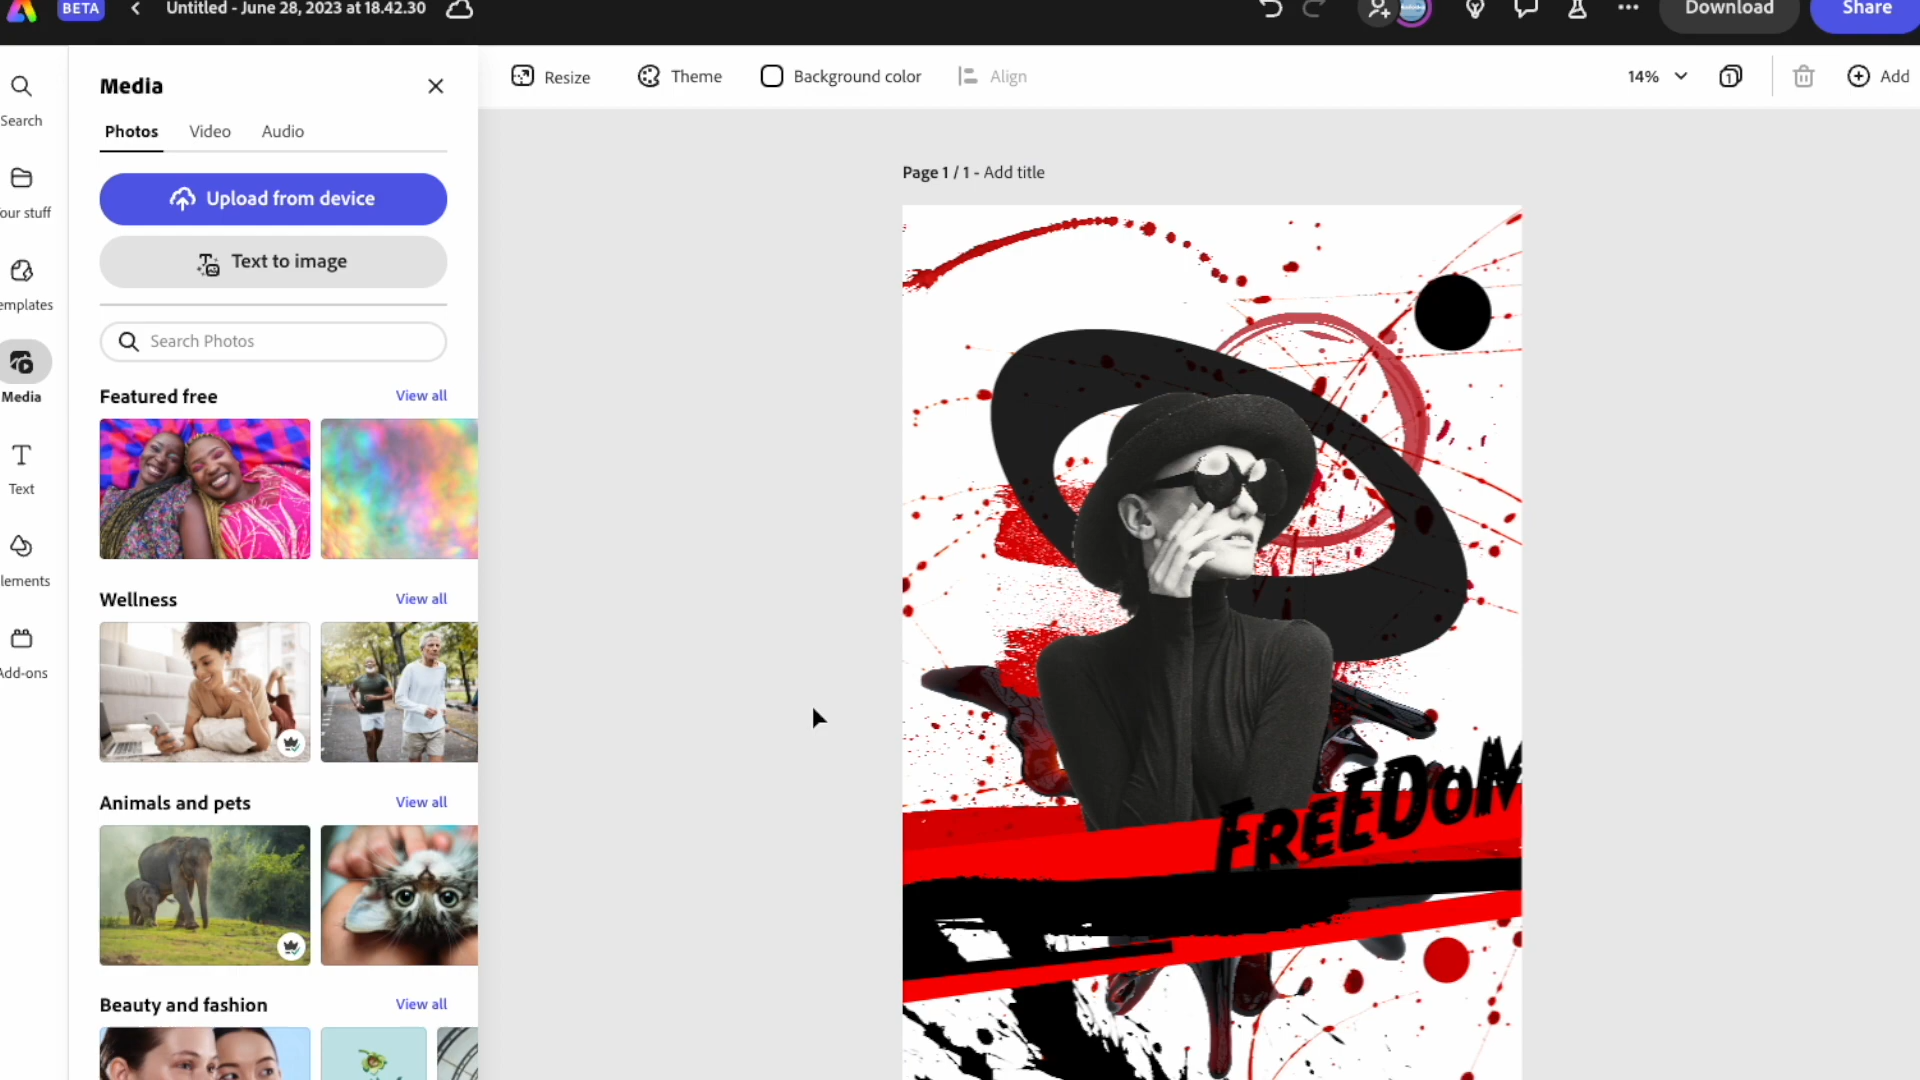 BETA
Untitled - June 28, 2023 at 18.42.30
Download
Share
Search
our stuff
emplates
Media
Text
lements
Add-ons
Media
Photos
Video
Audio
Upload from device
Text to image
Search Photos
Featured free
View all
Wellness
View all
Animals and pets
View all
Beauty and fashion
View all
Resize
Theme
Background color
Align
14%
1
Add
Page 1 / 1 - Add title
FREEDOM